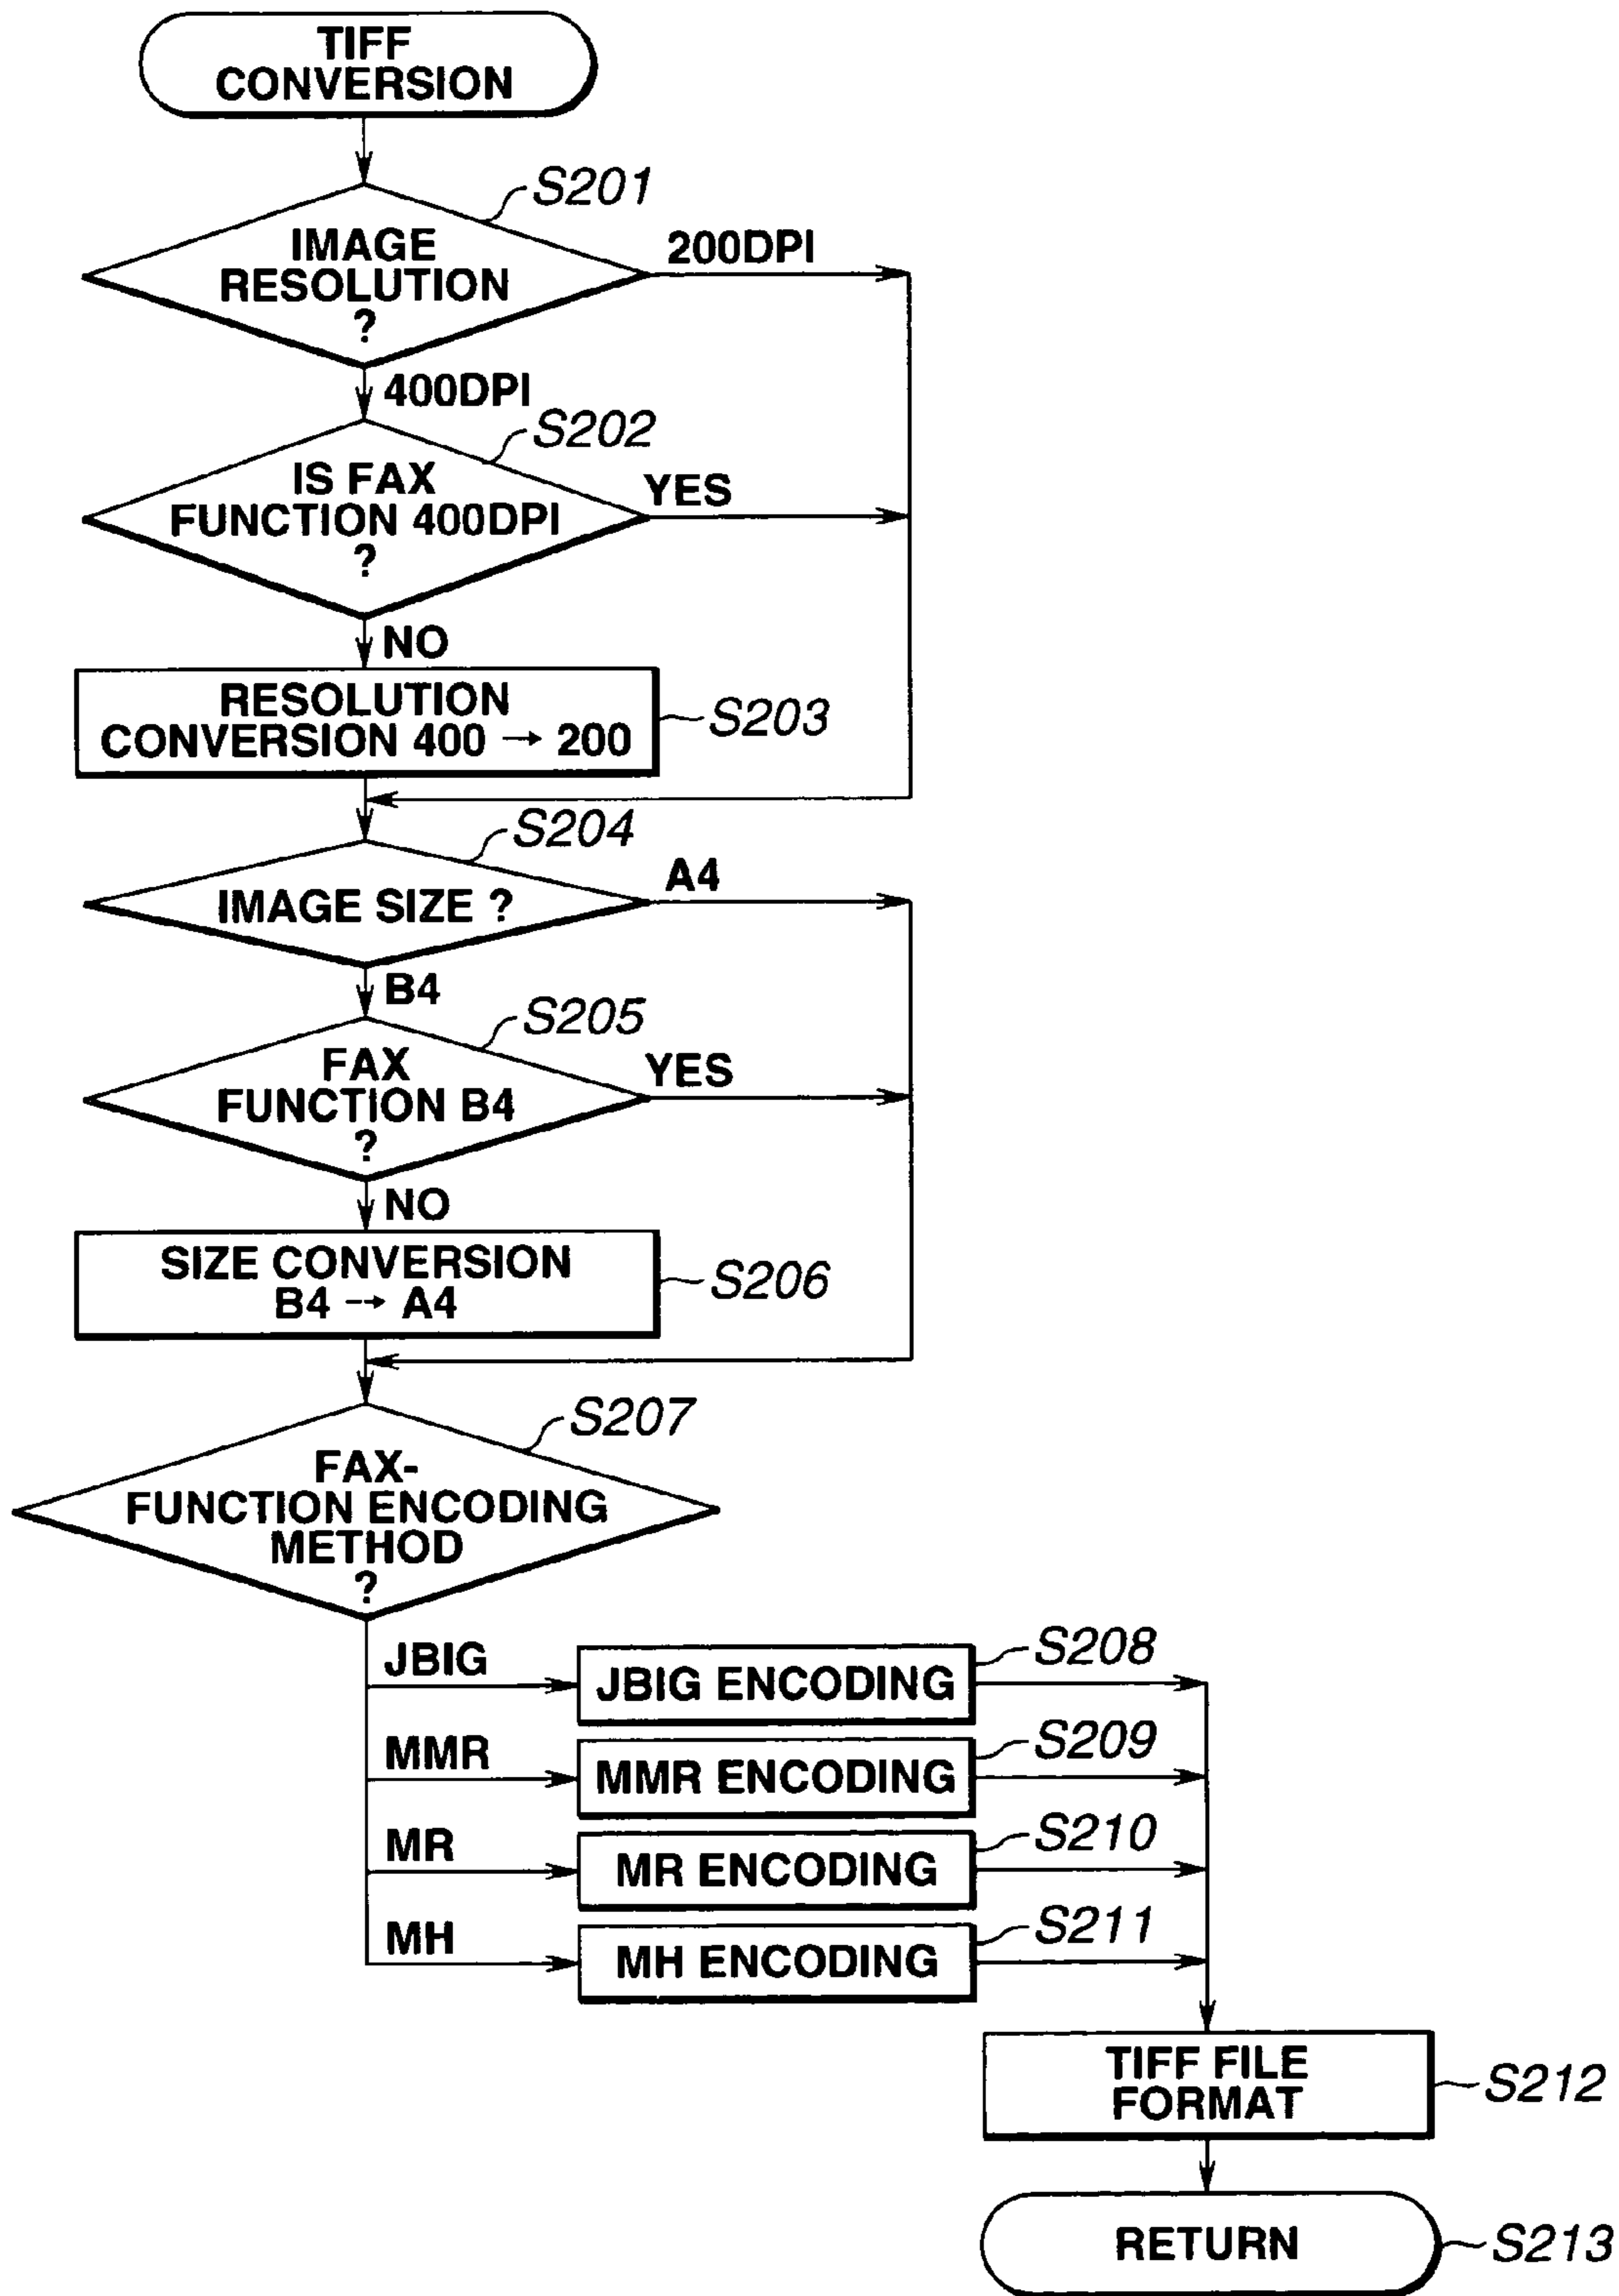 TIFF
CONVERSION
S201
IMAGE
RESOLUTION
?
200DPI
400DPI
S202
IS FAX
FUNCTION 400DPI
?
YES
NO
RESOLUTION
CONVERSION 400 → 200
S203
S204
IMAGE SIZE ?
A4
B4
S205
FAX
FUNCTION B4
?
YES
NO
SIZE CONVERSION
B4 → A4
S206
S207
FAX-
FUNCTION ENCODING
METHOD
?
JBIG
JBIG ENCODING
S208
MMR
MMR ENCODING
S209
MR
MR ENCODING
S210
MH
MH ENCODING
S211
TIFF FILE
FORMAT
S212
RETURN
S213